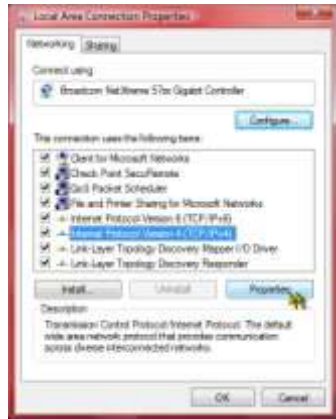 Local Area Connection Properties
Networking Sharing
Connect using:
Broadcom NetXtreme 57xx Gigabit Controller
Configure...
This connection uses the following items:
Client for Microsoft Networks
Check Point SecuRemote
QoS Packet Scheduler
File and Printer Sharing for Microsoft Networks
Internet Protocol Version 6 (TCP/IPv6)
Internet Protocol Version 4 (TCP/IPv4)
Link-Layer Topology Discovery Mapper I/O Driver
Link-Layer Topology Discovery Responder
Install... Uninstall Properties
Description
Transmission Control Protocol/Internet Protocol. The default
wide area network protocol that provides communication
across diverse interconnected networks.
OK Cancel